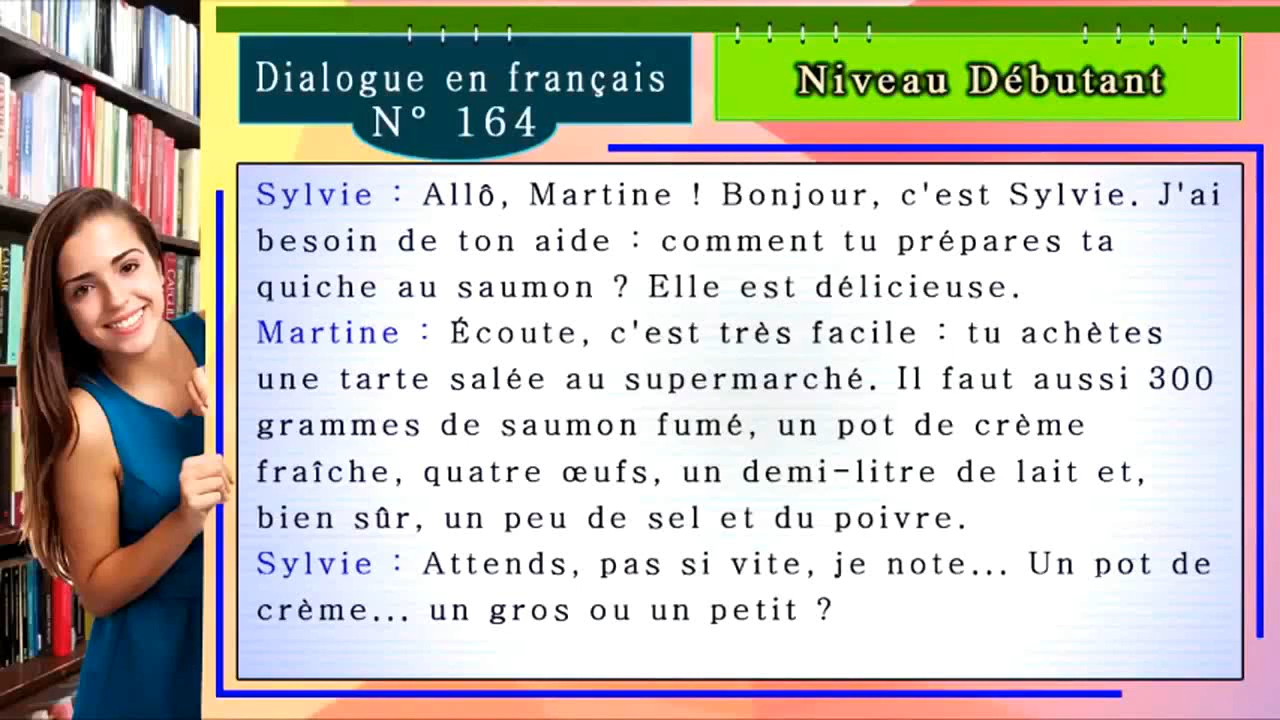 Dialogue en français
N° 164
Niveau Débutant
Sylvie : Allô, Martine ! Bonjour, c'est Sylvie. J'ai
besoin de ton aide : comment tu prépares ta
quiche au saumon ? Elle est délicieuse.
Martine : Écoute, c'est très facile : tu achètes
une tarte salée au supermarché. Il faut aussi 300
grammes de saumon fumé, un pot de crème
fraîche, quatre œufs, un demi-litre de lait et,
bien sûr, un peu de sel et du poivre.
Sylvie : Attends, pas si vite, je note... Un pot de
crème... un gros ou un petit ?